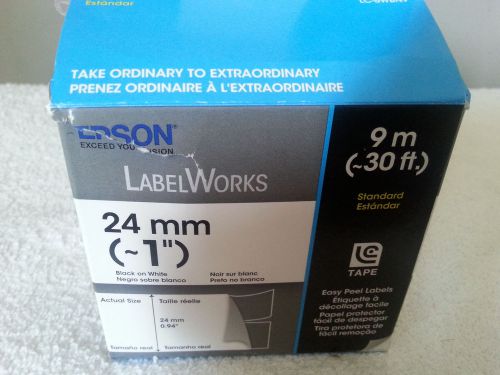 Estándar
TAKE ORDINARY TO EXTRAORDINARY
PRENEZ ORDINAIRE À L'EXTRAORDINAIRE
EPSON
EXCEED YOUR VISION
LABELWORKS
24 mm
(~1")
Black on White
Negro sobre blanco
Noir sur blanc
Preto no branco
Actual Size
Taille réelle
24 mm
0.94"
Tamaño real
Tamanho real
9 m
(~30 ft.)
Standard
Estándar
TAPE
Easy Peel Labels
Étiquette à
décollage facile
Papel protector
fácil de despegar
Tira protetora de
fácil remoção